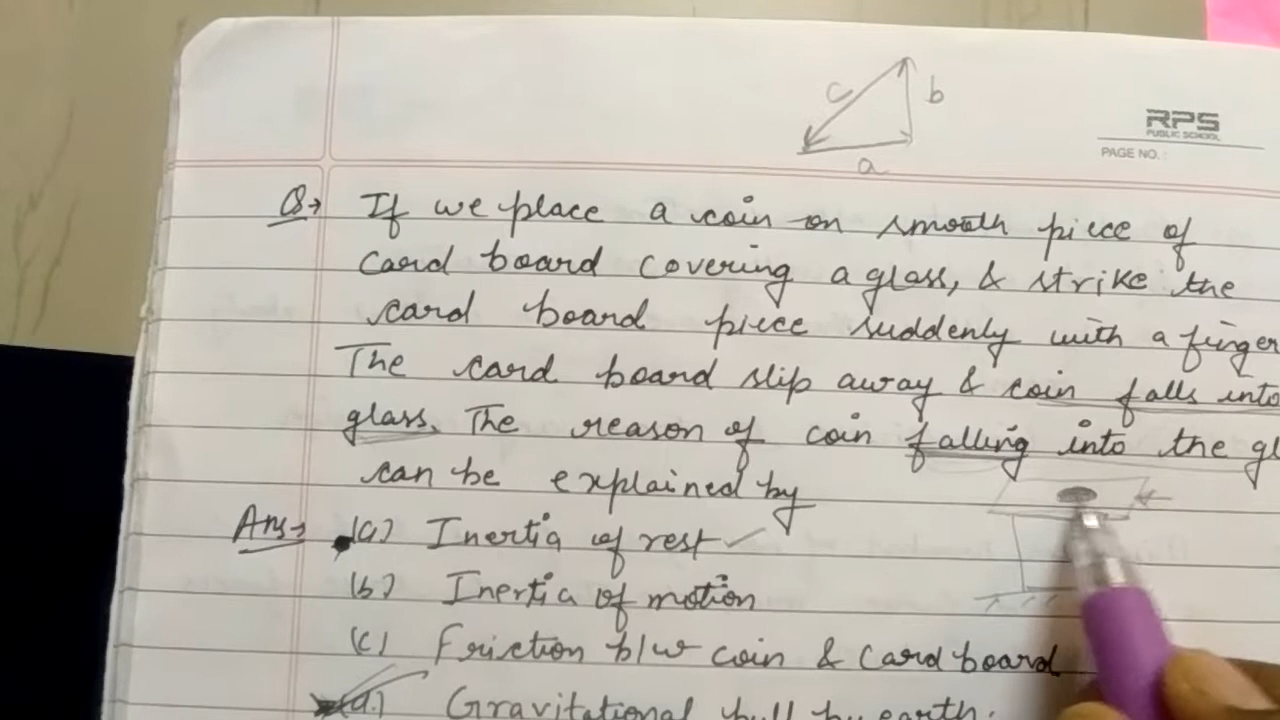 c
b
a
RPS
PUBLIC SCHOOL
PAGE NO.:
Q→ If we place a coin on smooth piece of
card board covering a glass, & strike the
card board piece suddenly with a finger
The card board slip away & coin falls into
glass. The reason of coin falling into the gl
can be explained by
Ans→ (a) Inertia of rest ✓
(b) Inertia of motion
(c) Friction b/w coin & card board
(d.) Gravitational pull by earth.